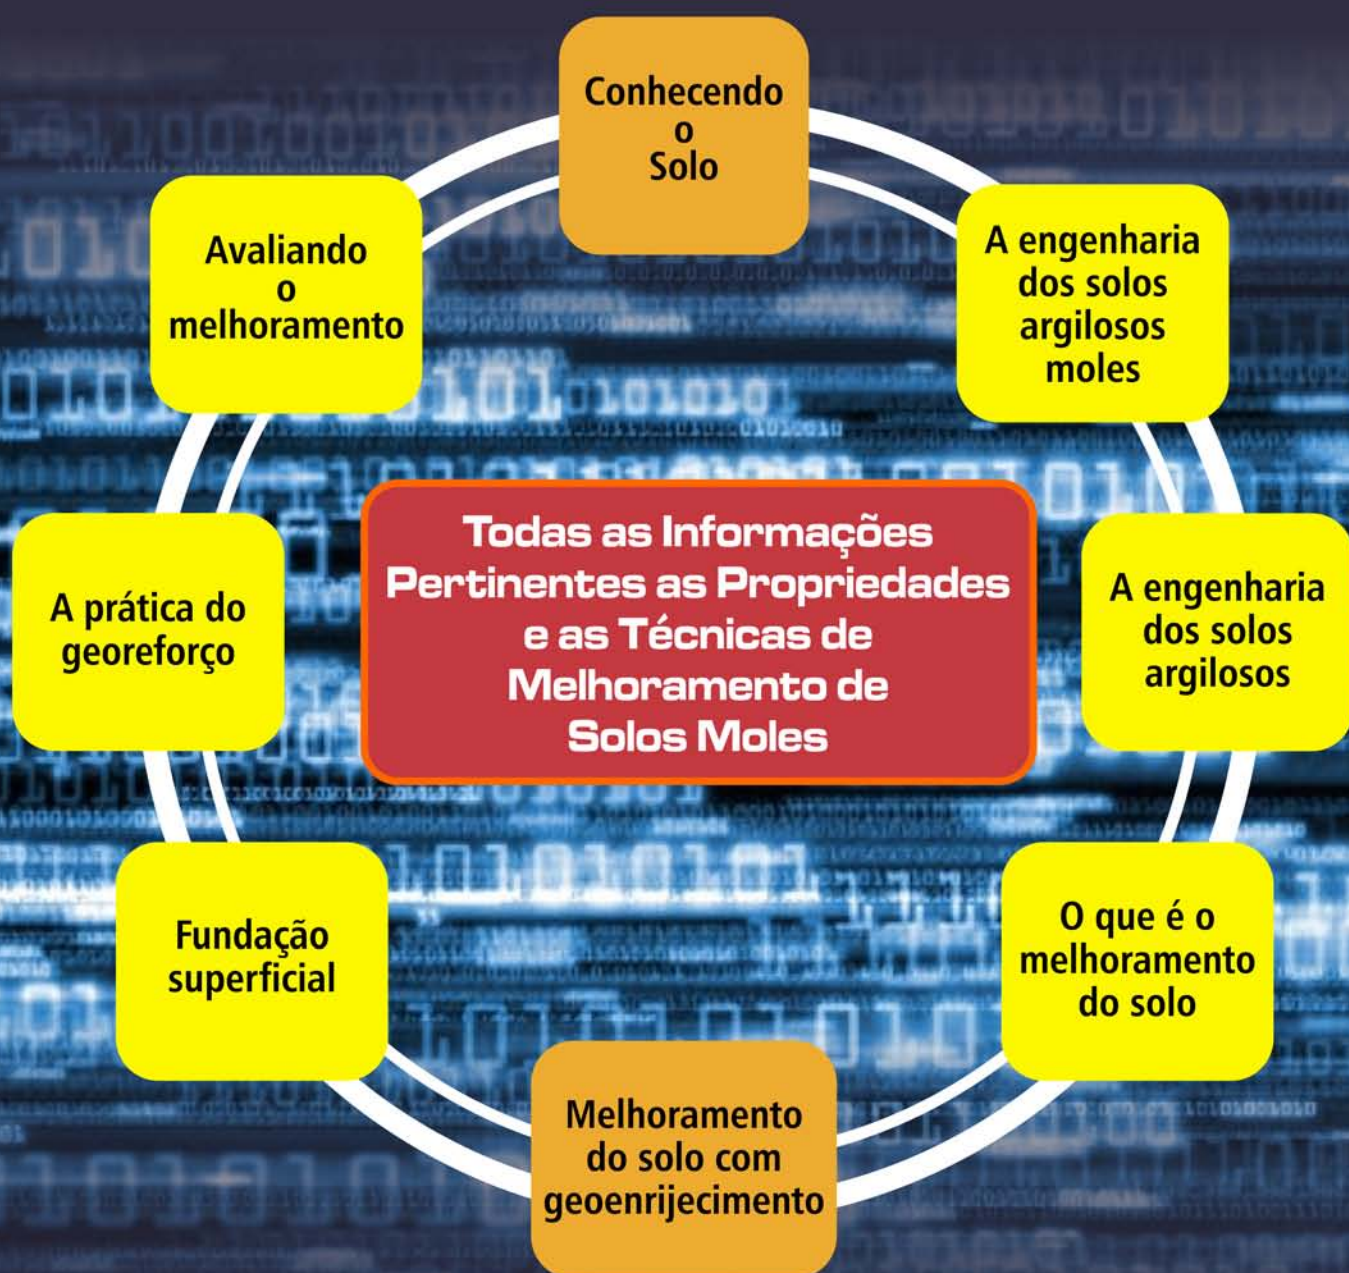 Conhecendo
o
Solo
A engenharia
dos solos
argilosos
moles
A engenharia
dos solos
argilosos
O que é o
melhoramento
do solo
Melhoramento
do solo com
geoenrijecimento
Fundação
superficial
A prática do
georeforço
Avaliando
o
melhoramento
Todas as Informações
Pertinentes as Propriedades
e as Técnicas de
Melhoramento de
Solos Moles